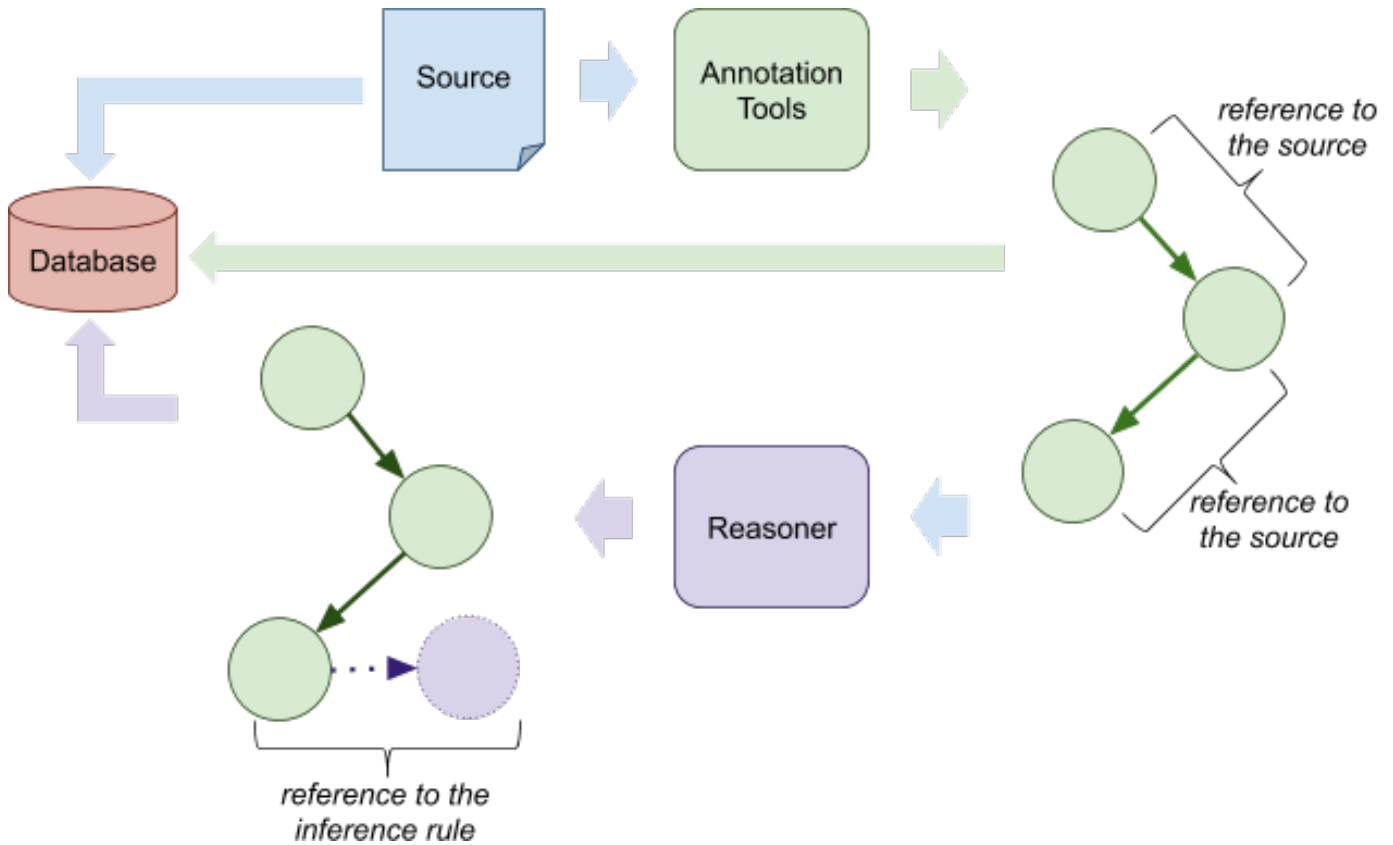 Source
Annotation
Tools
reference to
the source
Database
reference to
the source
Reasoner
reference to the
inference rule